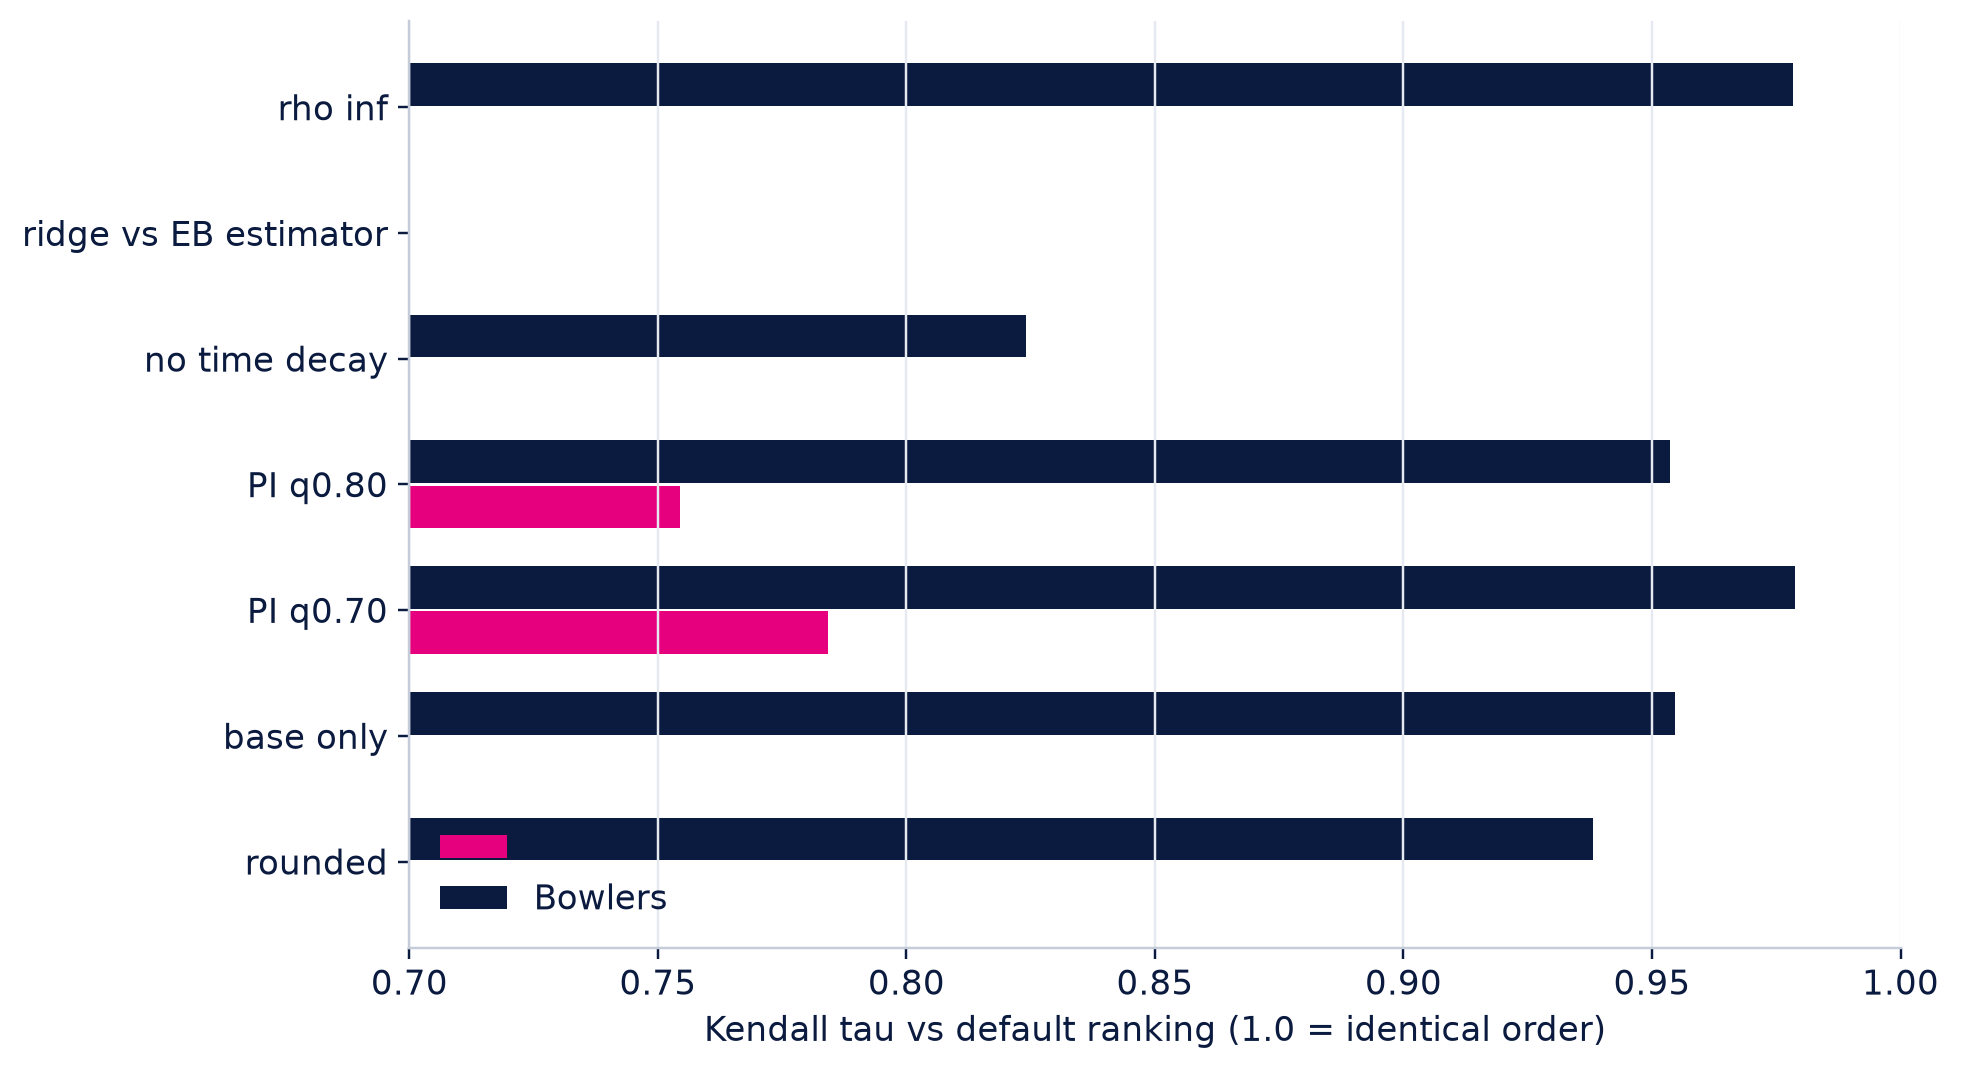 rho inf
ridge vs EB estimator
no time decay
PI q0.80
PI q0.70
base only
rounded
Bowlers
0.70 0.75 0.80 0.85 0.90 0.95 1.00
Kendall tau vs default ranking (1.0 = identical order)